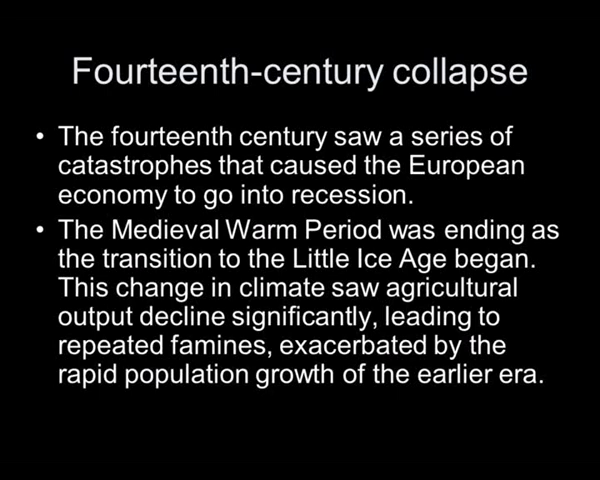 Fourteenth-century collapse
• The fourteenth century saw a series of
catastrophes that caused the European
economy to go into recession.
• The Medieval Warm Period was ending as
the transition to the Little Ice Age began.
This change in climate saw agricultural
output decline significantly, leading to
repeated famines, exacerbated by the
rapid population growth of the earlier era.